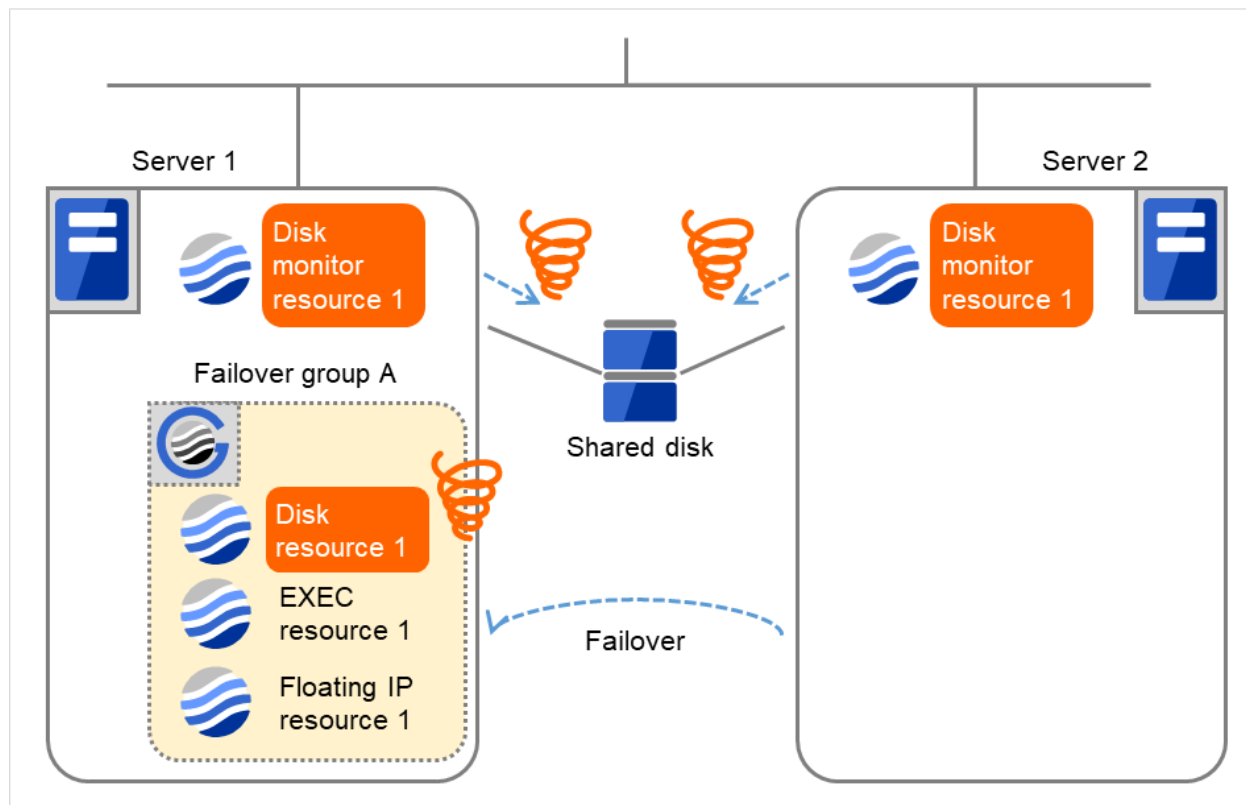 Server 1
Server 2
Disk
monitor
resource 1
Disk
monitor
resource 1
Shared disk
Failover group A
Disk
resource 1
EXEC
resource 1
Failover
Floating IP
resource 1